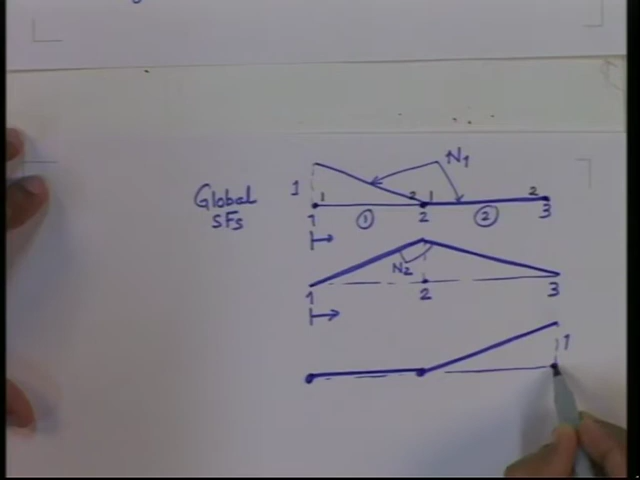 N1
Global
SFs
1
1 2 1 2
1 ① 2 ② 3
N2
1 2 3
1